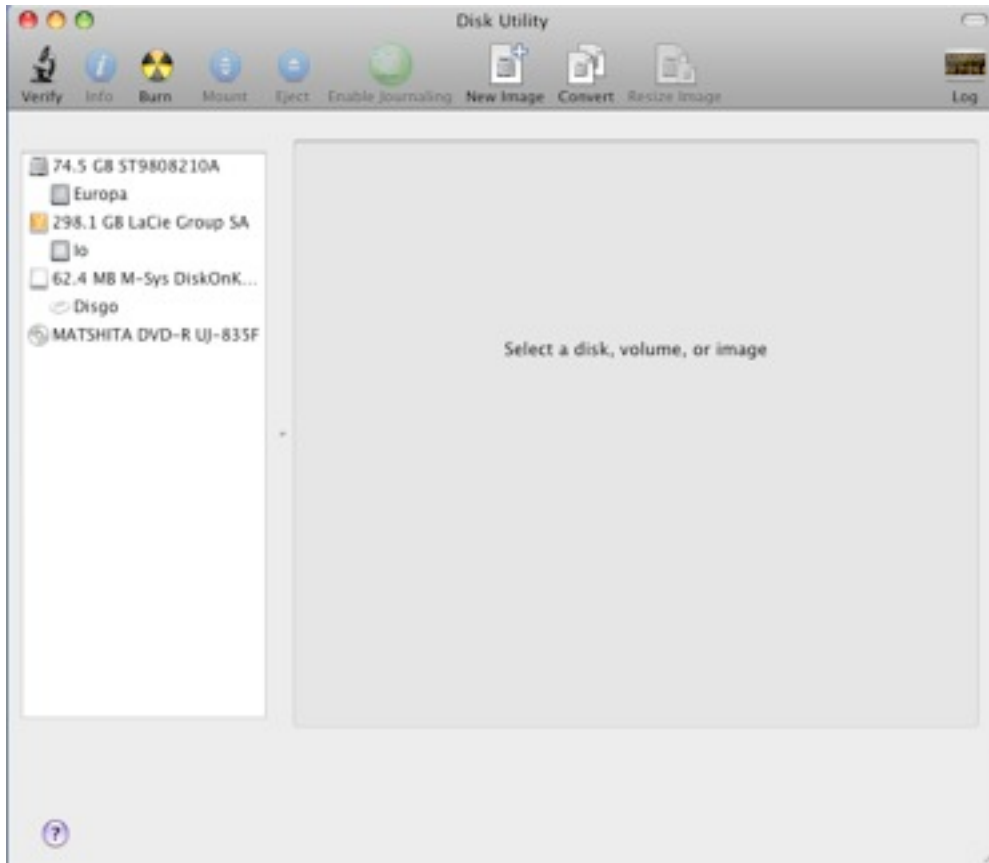 Disk Utility
Verify Info Burn Mount Eject Enable Journaling New Image Convert Resize Image Log
74.5 GB ST9808210A
Europa
298.1 GB LaCie Group SA
Io
62.4 MB M-Sys DiskOnK...
Disgo
MATSHITA DVD-R UJ-835F
Select a disk, volume, or image
?